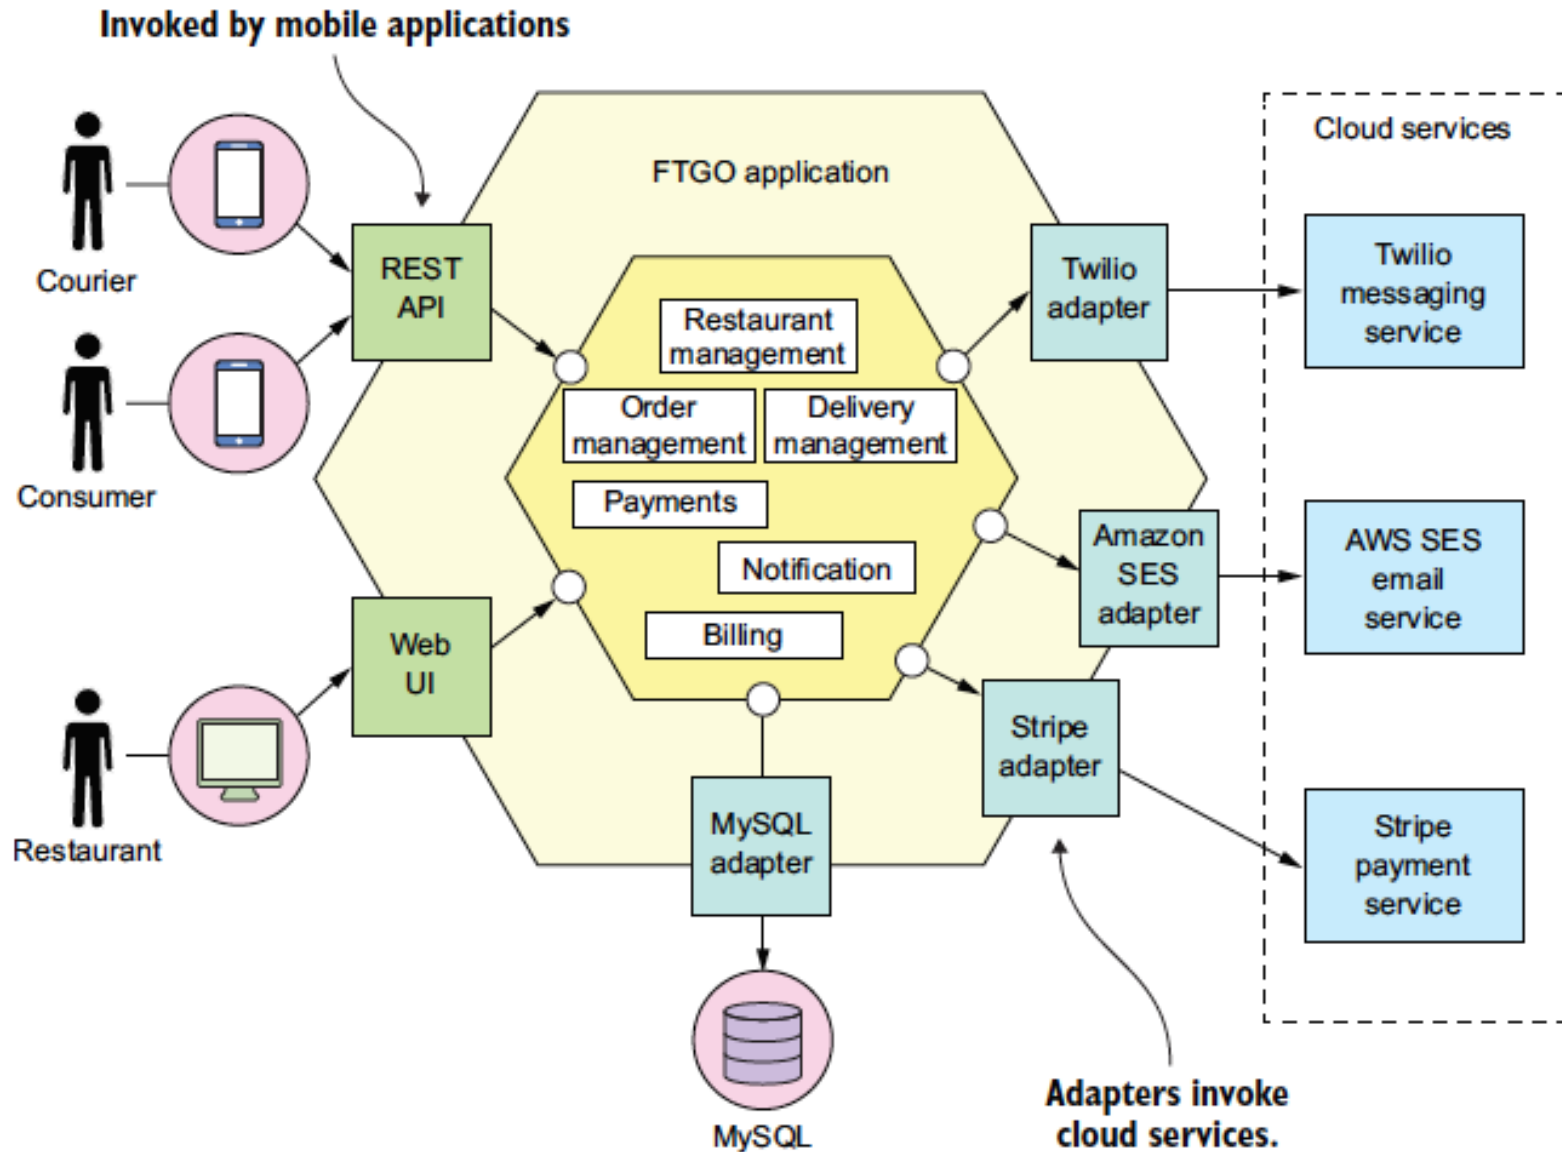 Invoked by mobile applications
Cloud services
FTGO application
Courier
REST
API
Twilio
adapter
Twilio
messaging
service
Restaurant
management
Order
management
Delivery
management
Consumer
Payments
Notification
Billing
Amazon
SES
adapter
AWS SES
email
service
Web
UI
Restaurant
Stripe
adapter
MySQL
adapter
Stripe
payment
service
MySQL
Adapters invoke
cloud services.